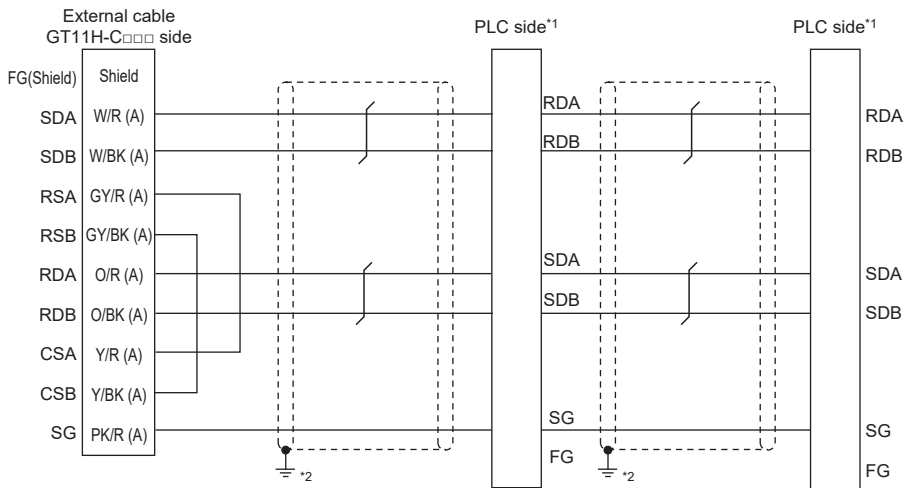 External cable
GT11H-C□□□ side
PLC side*1
PLC side*1
FG(Shield) Shield
SDA W/R (A) RDA RDA
SDB W/BK (A) RDB RDB
RSA GY/R (A)
RSB GY/BK (A)
RDA O/R (A) SDA SDA
RDB O/BK (A) SDB SDB
CSA Y/R (A)
CSB Y/BK (A)
SG PK/R (A) SG SG
FG FG
*2 *2